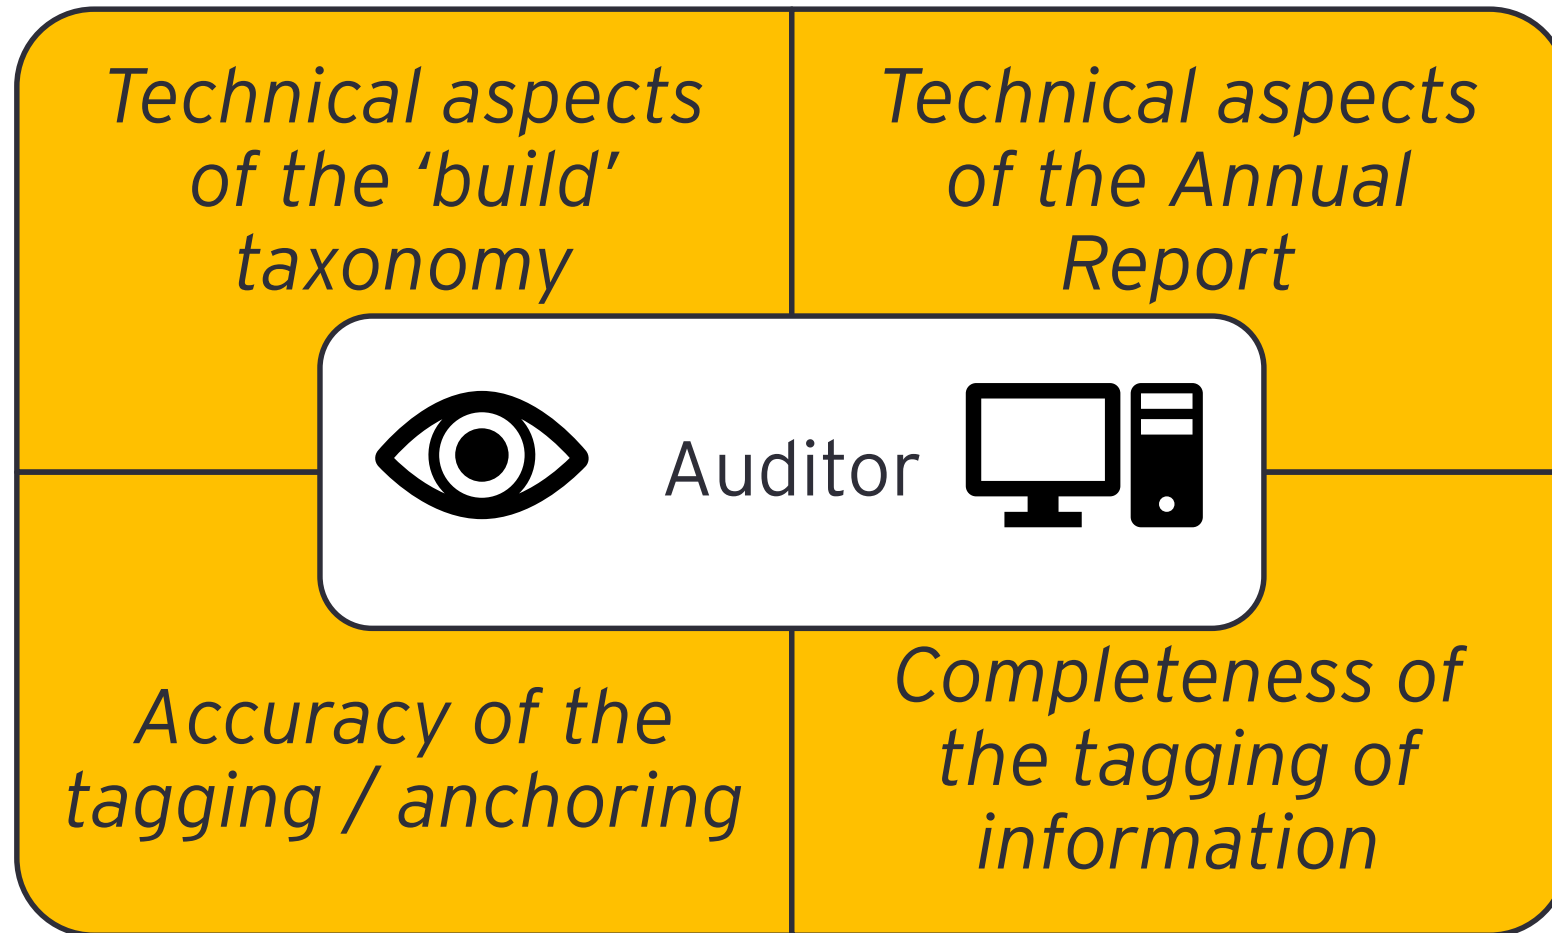 Technical aspects
of the ‘build’
taxonomy
Technical aspects
of the Annual
Report
Auditor
Accuracy of the
tagging / anchoring
Completeness of
the tagging of
information